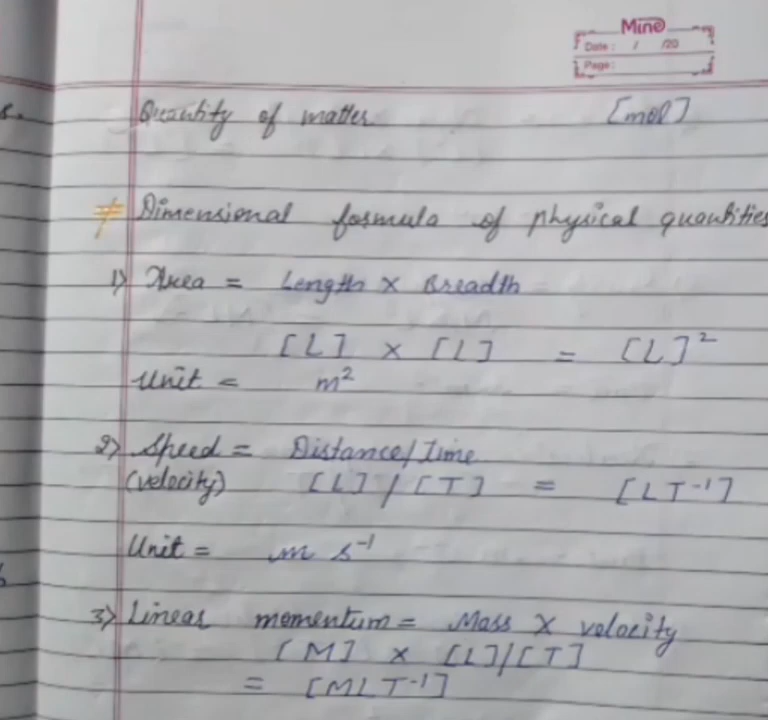 Mine
Date : / /20
Page:
Quantity of matter [mol]
≠ Dimensional formula of physical quantities
1) Area = Length × Breadth
[L] × [L] = [L]²
Unit = m²
2) Speed = Distance/Time
(velocity) [L] / [T] = [LT⁻¹]
Unit = m s⁻¹
3) Linear momentum = Mass × velocity
[M] × [L]/[T]
= [MLT⁻¹]